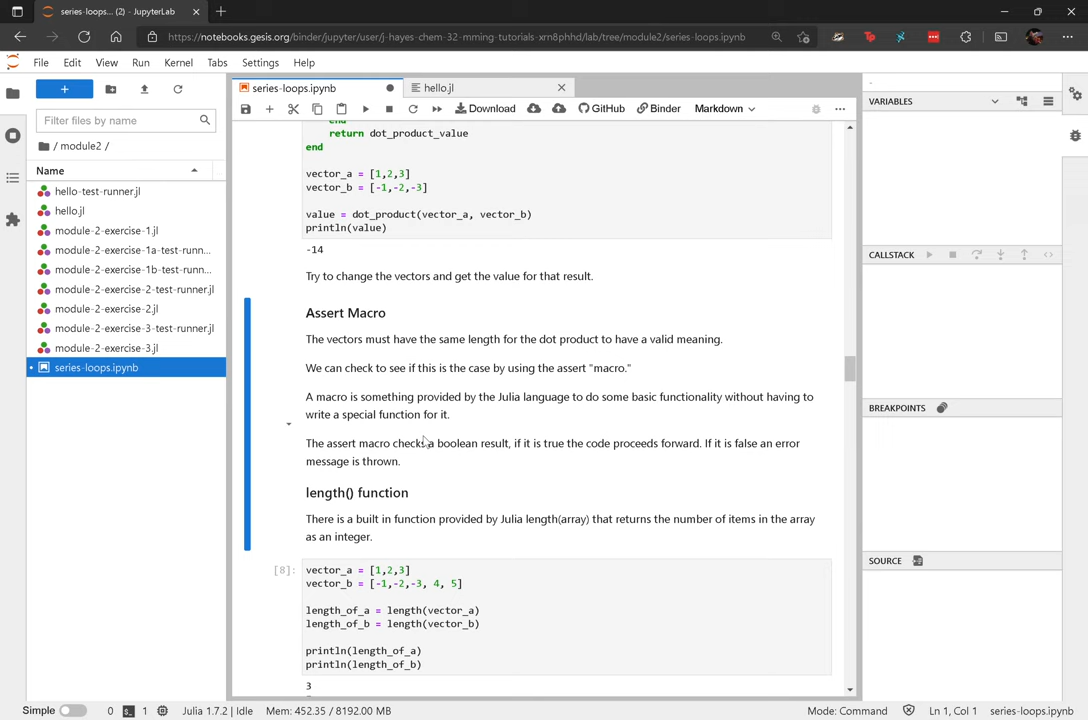 series-loops... (2) - JupyterLab
https://notebooks.gesis.org/binder/jupyter/user/j-hayes-chem-32-mming-tutorials-xrn8phhd/lab/tree/module2/series-loops.ipynb
File Edit View Run Kernel Tabs Settings Help
series-loops.ipynb
hello.jl
Download GitHub Binder Markdown
Filter files by name
/ module2 /
Name
hello-test-runner.jl
hello.jl
module-2-exercise-1.jl
module-2-exercise-1a-test-runn...
module-2-exercise-1b-test-runn...
module-2-exercise-2-test-runner.jl
module-2-exercise-2.jl
module-2-exercise-3-test-runner.jl
module-2-exercise-3.jl
series-loops.ipynb
end
return dot_product_value
end
vector_a = [1,2,3]
vector_b = [-1,-2,-3]
value = dot_product(vector_a, vector_b)
println(value)
-14
Try to change the vectors and get the value for that result.
Assert Macro
The vectors must have the same length for the dot product to have a valid meaning.
We can check to see if this is the case by using the assert "macro."
A macro is something provided by the Julia language to do some basic functionality without having to
write a special function for it.
The assert macro checks a boolean result, if it is true the code proceeds forward. If it is false an error
message is thrown.
length() function
There is a built in function provided by Julia length(array) that returns the number of items in the array
as an integer.
[8]:
vector_a = [1,2,3]
vector_b = [-1,-2,-3, 4, 5]
length_of_a = length(vector_a)
length_of_b = length(vector_b)
println(length_of_a)
println(length_of_b)
3
VARIABLES
CALLSTACK
BREAKPOINTS
SOURCE
Simple 0 1 Julia 1.7.2 | Idle Mem: 452.35 / 8192.00 MB Mode: Command Ln 1, Col 1 series-loops.ipynb